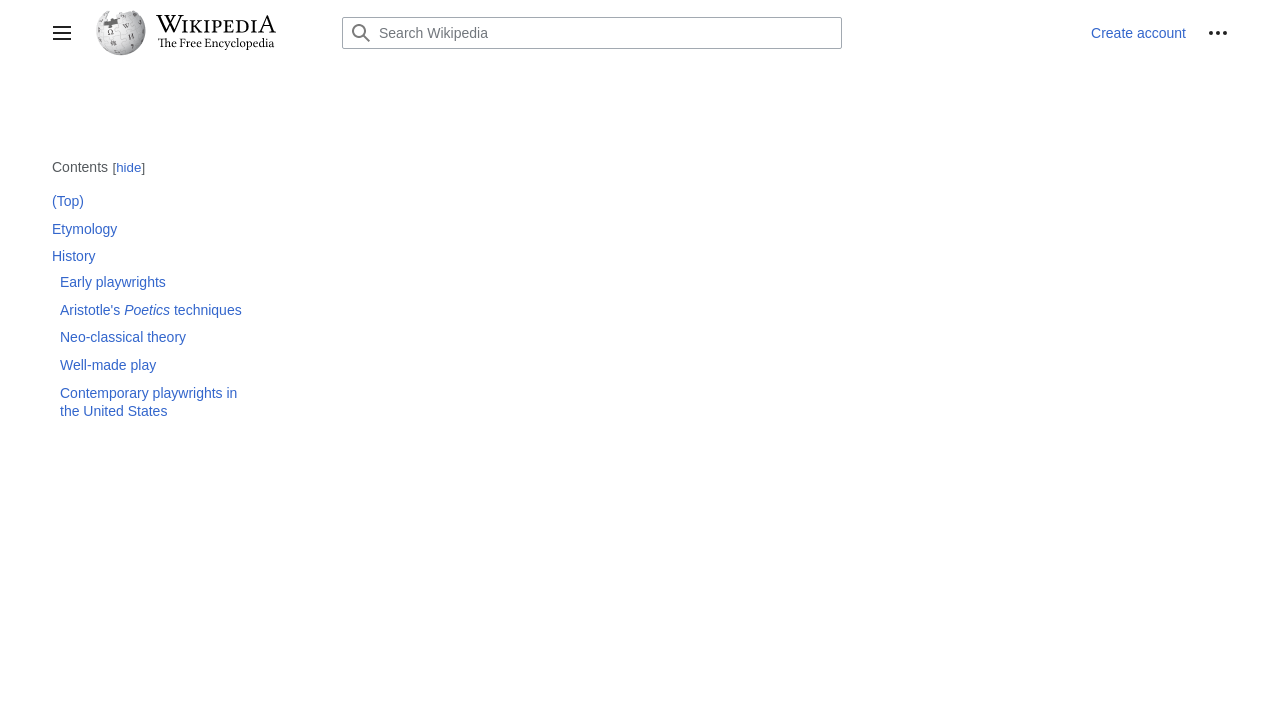 WIKIPEDIA
The Free Encyclopedia
Search Wikipedia
Create account
Contents [hide]
(Top)
Etymology
History
Early playwrights
Aristotle's Poetics techniques
Neo-classical theory
Well-made play
Contemporary playwrights in
the United States